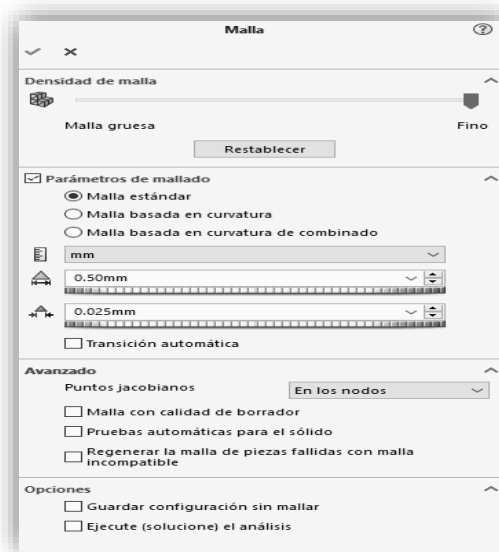 Malla
?
Densidad de malla
Malla gruesa Fino
Restablecer
Parámetros de mallado
Malla estándar
Malla basada en curvatura
Malla basada en curvatura de combinado
mm
0.50mm
0.025mm
Transición automática
Avanzado
Puntos jacobianos En los nodos
Malla con calidad de borrador
Pruebas automáticas para el sólido
Regenerar la malla de piezas fallidas con malla
incompatible
Opciones
Guardar configuración sin mallar
Ejecute (solucione) el análisis